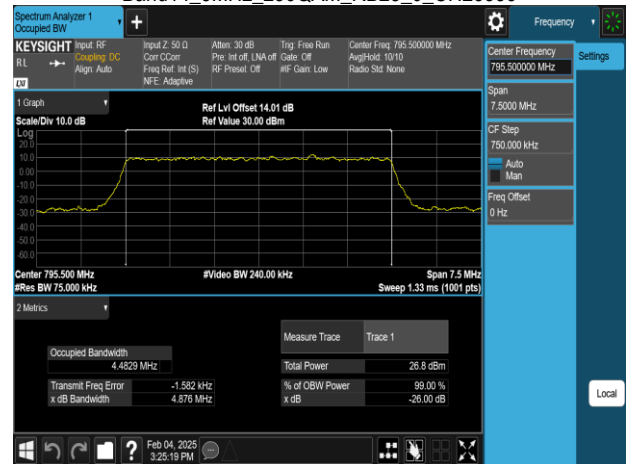 Spectrum Analyzer 1
Occupied BW
Frequency
KEYSIGHT
Input: RF
Input Z: 50 Ω
Atten: 30 dB
Trig: Free Run
Center Freq: 795.500000 MHz
RL
Coupling: DC
Corr CCorr
Pre: Int off, LNA off
Gate: Off
Avg|Hold: 10/10
Align: Auto
Freq Ref: Int (S)
RF Preset: Off
#IF Gain: Low
Radio Std: None
LXI
NFE: Adaptive
Center Frequency
795.500000 MHz
Settings
Span
7.5000 MHz
CF Step
750.000 kHz
Auto
Man
Freq Offset
0 Hz
1 Graph
Ref Lvl Offset 14.01 dB
Scale/Div 10.0 dB
Ref Value 30.00 dBm
Log
20.0
10.0
0.00
-10.0
-20.0
-30.0
-40.0
-50.0
-60.0
Center 795.500 MHz
#Video BW 240.00 kHz
Span 7.5 MHz
#Res BW 75.000 kHz
Sweep 1.33 ms (1001 pts)
2 Metrics
Measure Trace
Trace 1
Occupied Bandwidth
4.4829 MHz
Total Power
26.8 dBm
Transmit Freq Error
-1.582 kHz
% of OBW Power
99.00 %
x dB Bandwidth
4.876 MHz
x dB
-26.00 dB
Local
Feb 04, 2025
3:25:19 PM